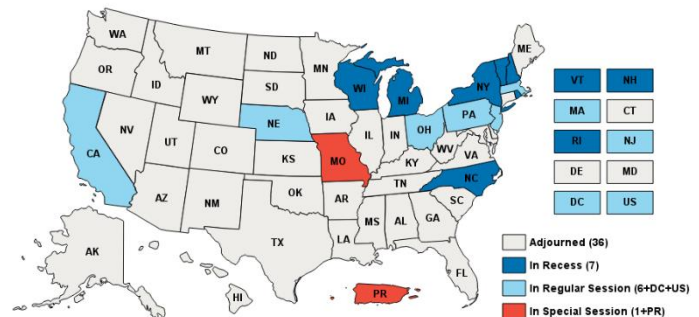 WA
MT
ND
MN
ME
OR
ID
WY
SD
WI
MI
NY
NE
IA
PA
NV
UT
CO
IL
IN
OH
CA
KS
MO
WV
VA
KY
NC
AZ
NM
OK
AR
TN
SC
TX
LA
MS
AL
GA
AK
FL
HI
PR
VT
NH
MA
CT
RI
NJ
DE
MD
DC
US
Adjourned (36)
In Recess (7)
In Regular Session (6+DC+US)
In Special Session (1+PR)